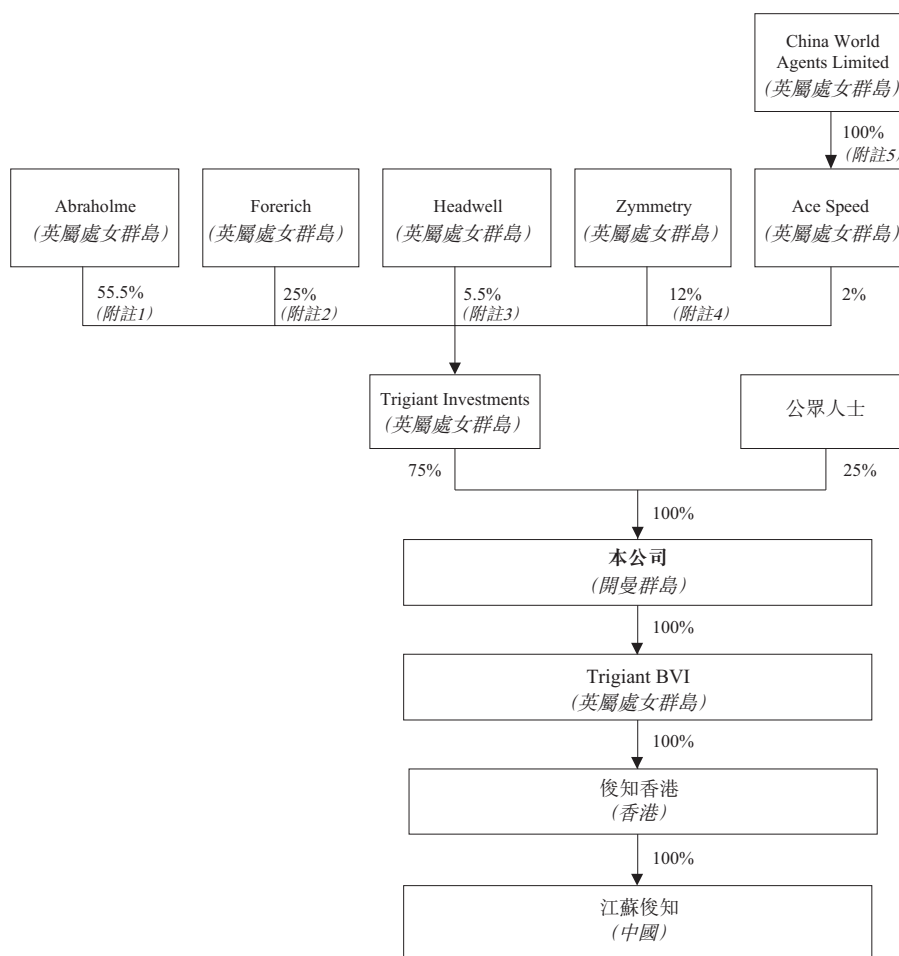 China World
Agents Limited
(英屬處女群島)
100%
(附註5)
Abraholme
(英屬處女群島)
Forerich
(英屬處女群島)
Headwell
(英屬處女群島)
Zymmetry
(英屬處女群島)
Ace Speed
(英屬處女群島)
55.5%
(附註1)
25%
(附註2)
5.5%
(附註3)
12%
(附註4)
2%
Trigiant Investments
(英屬處女群島)
公眾人士
75%
25%
100%
本公司
(開曼群島)
100%
Trigiant BVI
(英屬處女群島)
100%
俊知香港
(香港)
100%
江蘇俊知
(中國)